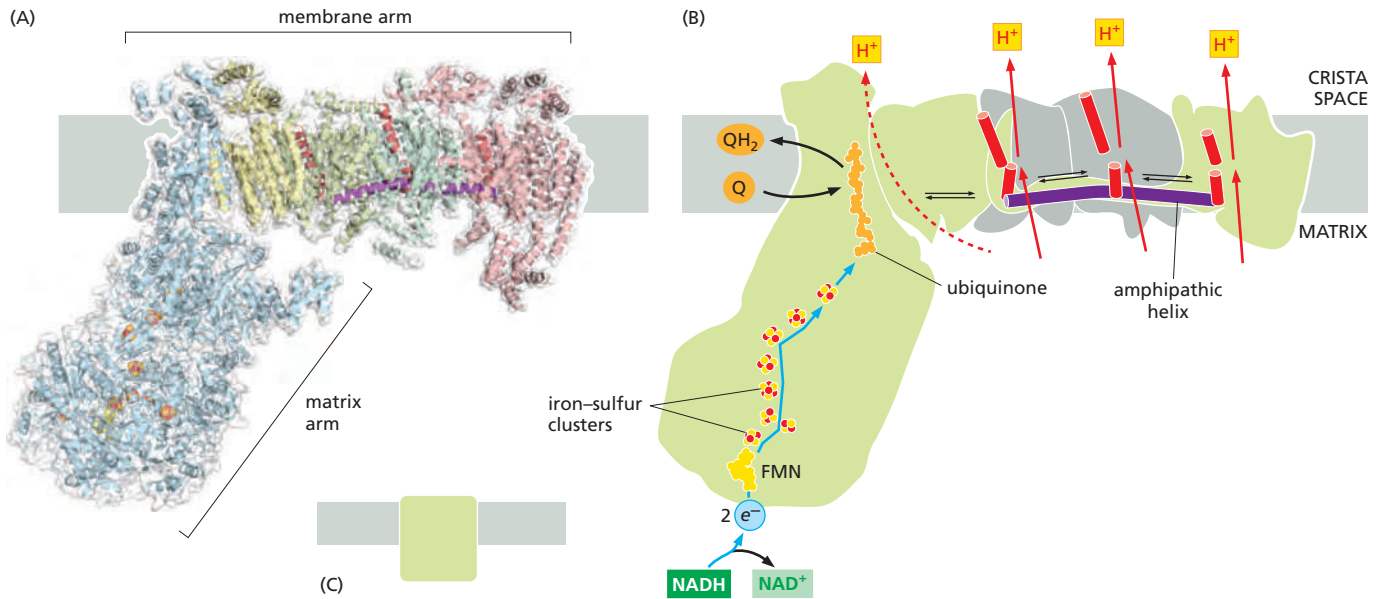 (A)
membrane arm
matrix
arm
(C)
(B)
H+
H+
H+
H+
CRISTA
SPACE
QH2
Q
MATRIX
ubiquinone
amphipathic
helix
iron–sulfur
clusters
FMN
2 e–
NADH
NAD+